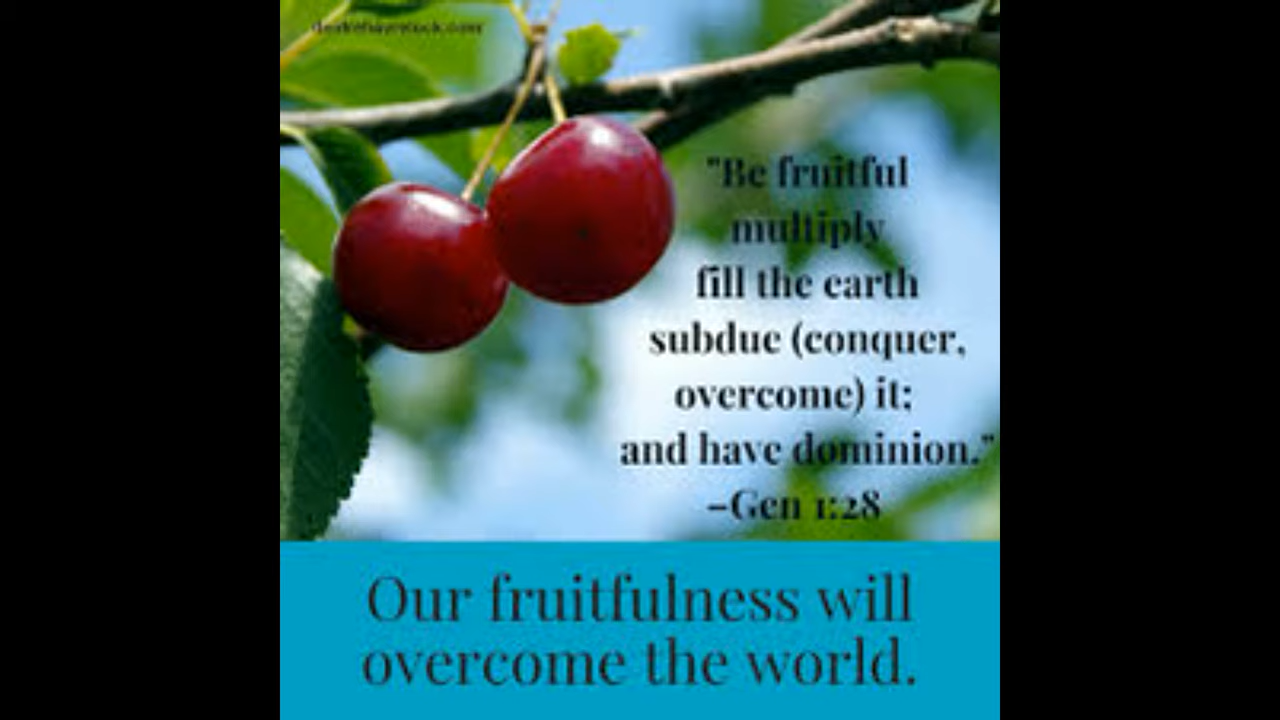 "Be fruitful
multiply
fill the earth
subdue (conquer,
overcome) it;
and have dominion."
–Gen 1:28
Our fruitfulness will
overcome the world.